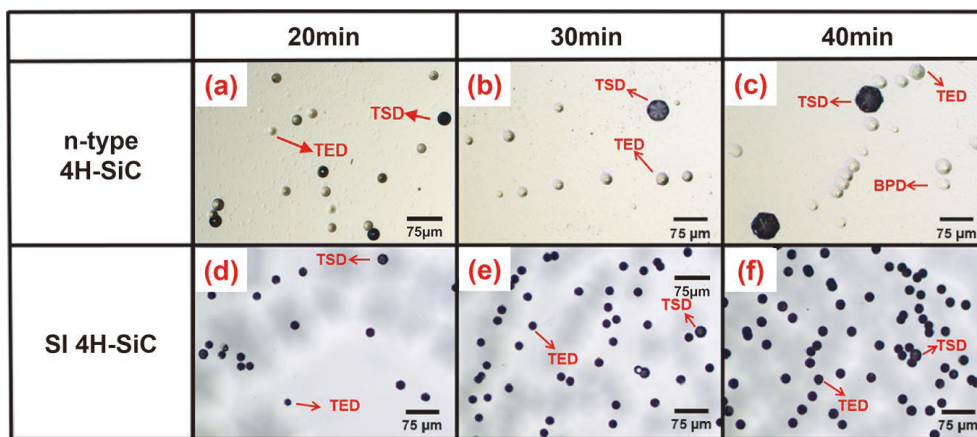 20min
30min
40min
n-type
4H-SiC
(a)
TSD
TED
75μm
(b)
TSD
TED
75 μm
(c)
TSD
TED
BPD
75 μm
SI 4H-SiC
(d)
TSD
TED
75 μm
(e)
75μm
TSD
TED
75 μm
(f)
TSD
TED
75 μm